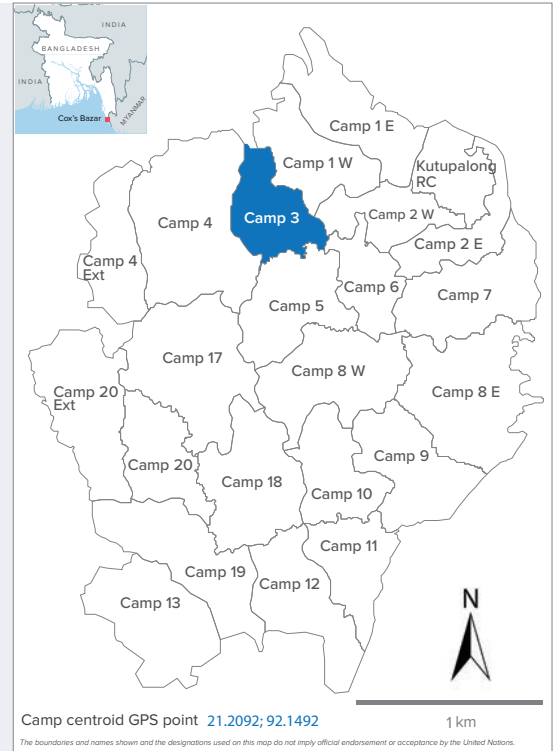 INDIA
BANGLADESH
INDIA
MYANMAR
Cox's Bazar
Camp 1 E
Camp 1 W
Kutupalong
RC
Camp 4
Camp 3
Camp 2 W
Camp 2 E
Camp 4
Ext
Camp 6
Camp 7
Camp 5
Camp 17
Camp 8 W
Camp 20
Ext
Camp 8 E
Camp 9
Camp 20
Camp 18
Camp 10
Camp 11
Camp 19
Camp 12
Camp 13
N
Camp centroid GPS point 21.2092; 92.1492
1 km
The boundaries and names shown and the designations used on this map do not imply official endorsement or acceptance by the United Nations.